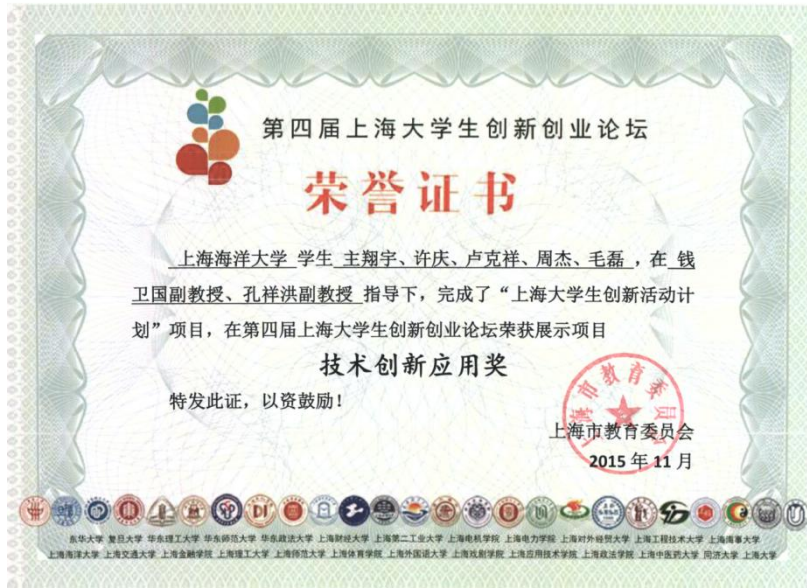 第四届上海大学生创新创业论坛
荣誉证书
上海海洋大学 学生 主翔宇、许庆、卢克祥、周杰、毛磊 ,在 钱
卫国副教授、孔祥洪副教授 指导下,完成了“上海大学生创新活动计
划”项目,在第四届上海大学生创新创业论坛荣获展示项目
技术创新应用奖
特发此证,以资鼓励!
上海市教育委员会
上海市教育委员会
2015 年 11 月
东华大学 复旦大学 华东理工大学 华东师范大学 华东政法大学 上海财经大学 上海第二工业大学 上海电机学院 上海电力学院 上海对外经贸大学 上海工程技术大学 上海海事大学
上海海洋大学 上海交通大学 上海金融学院 上海理工大学 上海师范大学 上海体育学院 上海外国语大学 上海戏剧学院 上海应用技术学院 上海政法学院 上海中医药大学 同济大学 上海大学